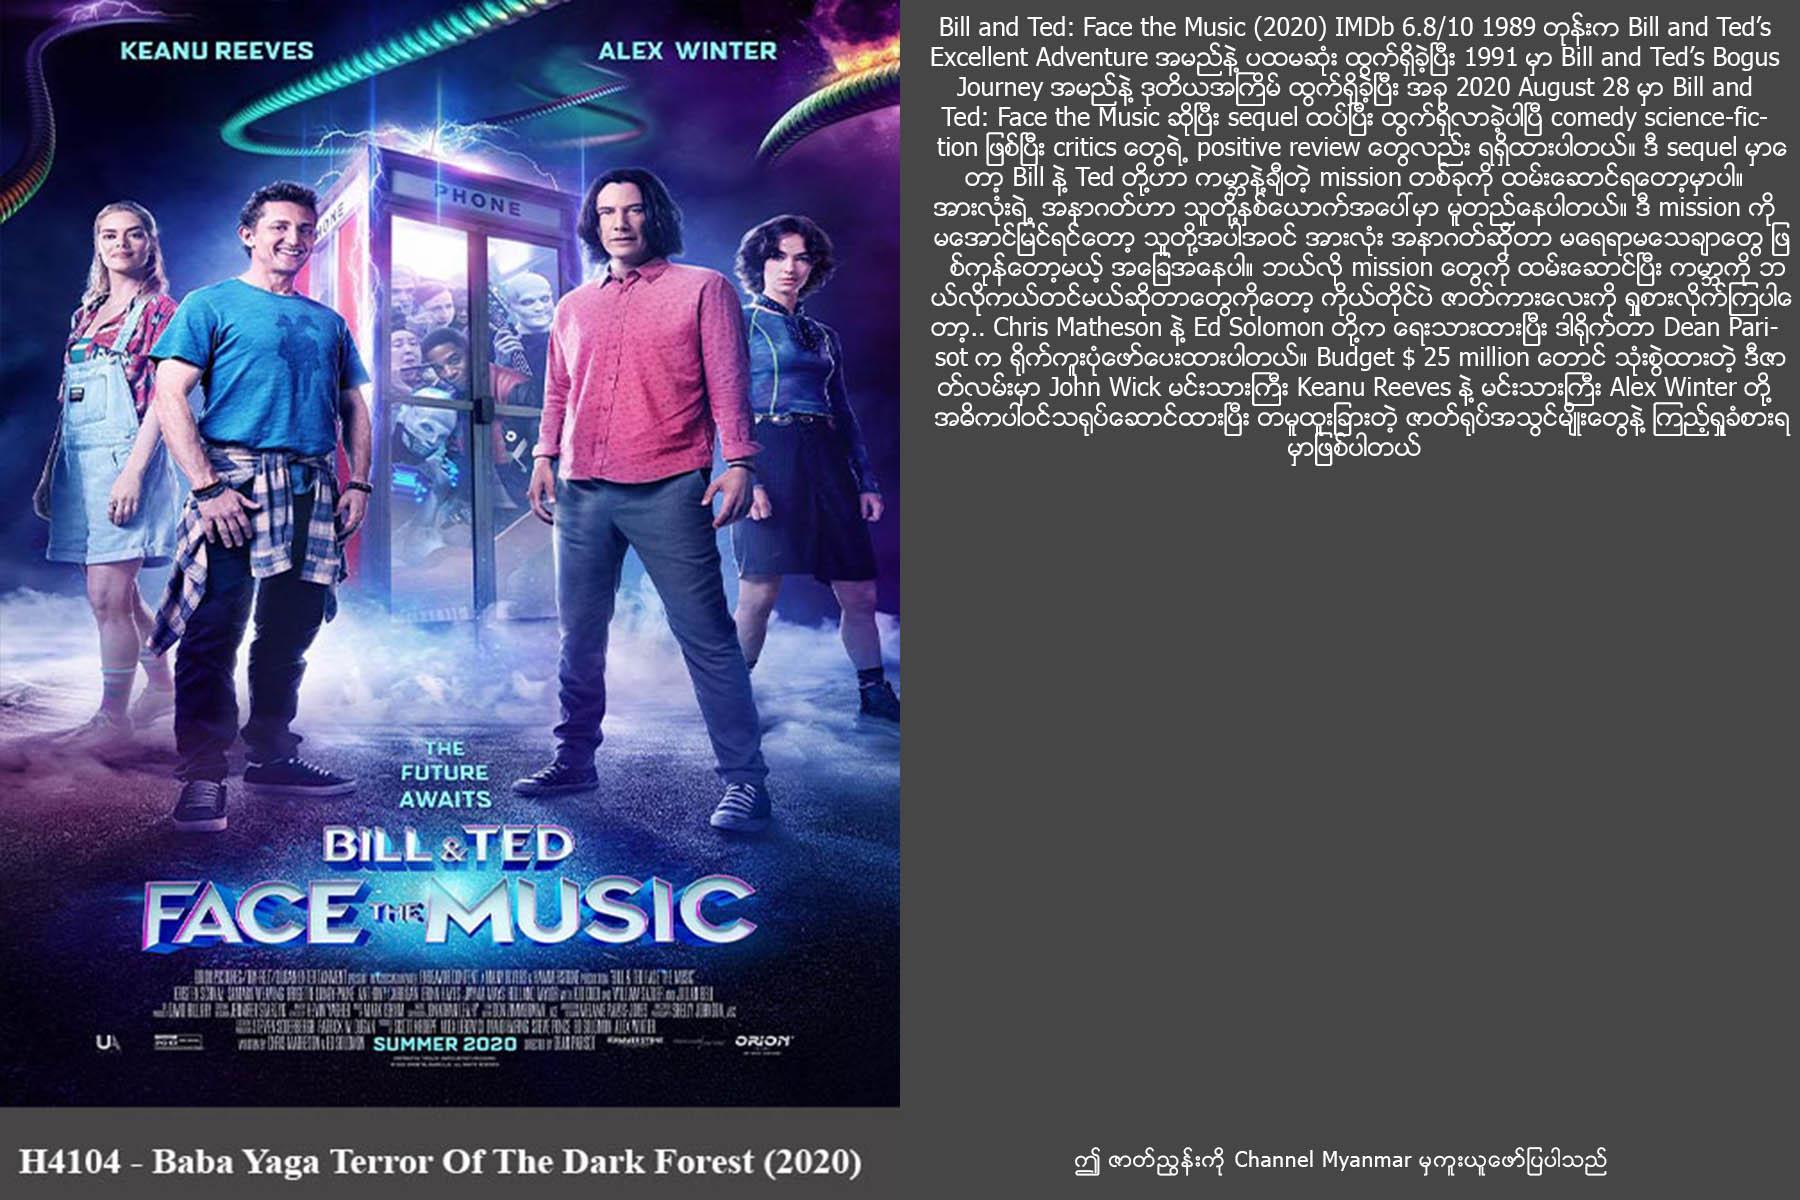 KEANU REEVES
ALEX WINTER
PHONE
THE
FUTURE
AWAITS
BILL & TED
FACE THE MUSIC
SUMMER 2020
ORION
H4104 - Baba Yaga Terror Of The Dark Forest (2020)
Bill and Ted: Face the Music (2020) IMDb 6.8/10 1989 တုန်းက Bill and Ted’s
Excellent Adventure အမည်နဲ့ ပထမဆုံး ထွက်ရှိခဲ့ပြီး 1991 မှာ Bill and Ted’s Bogus
Journey အမည်နဲ့ ဒုတိယအကြိမ် ထွက်ရှိခဲ့ပြီး အခု 2020 August 28 မှာ Bill and
Ted: Face the Music ဆိုပြီး sequel ထပ်ပြီး ထွက်ရှိလာခဲ့ပါပြီ comedy science-fic-
tion ဖြစ်ပြီး critics တွေရဲ့ positive review တွေလည်း ရရှိထားပါတယ်။ ဒီ sequel မှာေ
တာ့ Bill နဲ့ Ted တို့ဟာ ကမ္ဘာနဲ့ချီတဲ့ mission တစ်ခုကို ထမ်းဆောင်ရတော့မှာပါ။
အားလုံးရဲ့ အနာဂတ်ဟာ သူတို့နှစ်ယောက်အပေါ်မှာ မူတည်နေပါတယ်။ ဒီ mission ကို
မအောင်မြင်ရင်တော့ သူတို့အပါအဝင် အားလုံး အနာဂတ်ဆိုတာ မရေရာမသေချာတွေ ဖြ
စ်ကုန်တော့မယ့် အခြေအနေပါ။ ဘယ်လို mission တွေကို ထမ်းဆောင်ပြီး ကမ္ဘာကို ဘ
ယ်လိုကယ်တင်မယ်ဆိုတာတွေကိုတော့ ကိုယ်တိုင်ပဲ ဇာတ်ကားလေးကို ရှုစားလိုက်ကြပါေ
တာ့.. Chris Matheson နဲ့ Ed Solomon တို့က ရေးသားထားပြီး ဒါရိုက်တာ Dean Pari-
sot က ရိုက်ကူးပုံဖော်ပေးထားပါတယ်။ Budget $ 25 million တောင် သုံးစွဲထားတဲ့ ဒီဇာ
တ်လမ်းမှာ John Wick မင်းသားကြီး Keanu Reeves နဲ့ မင်းသားကြီး Alex Winter တို့
အဓိကပါဝင်သရုပ်ဆောင်ထားပြီး တမူထူးခြားတဲ့ ဇာတ်ရုပ်အသွင်မျိုးတွေနဲ့ ကြည့်ရှုခံစားရ
မှာဖြစ်ပါတယ်
ဤ ဇာတ်ညွှန်းကို Channel Myanmar မှကူးယူဖော်ပြပါသည်